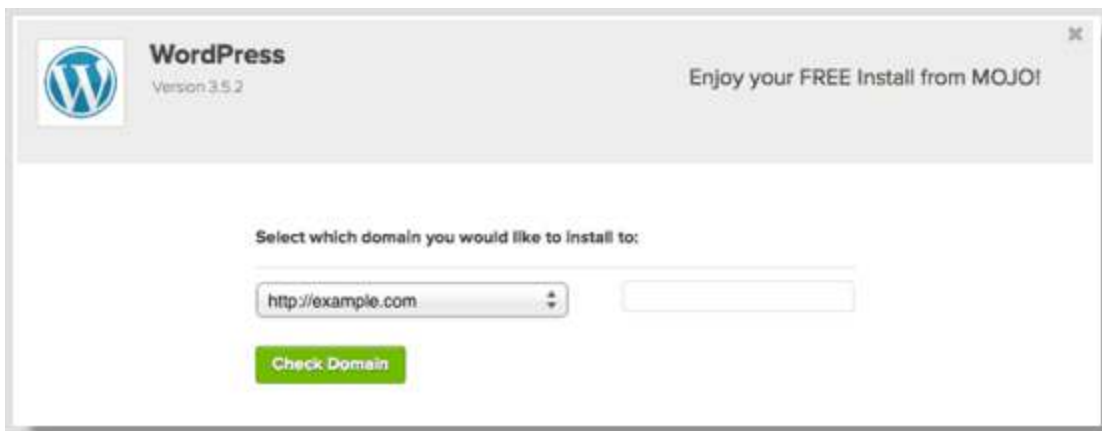 WordPress
Version 3.5.2
Enjoy your FREE Install from MOJO!
Select which domain you would like to install to:
http://example.com
Check Domain